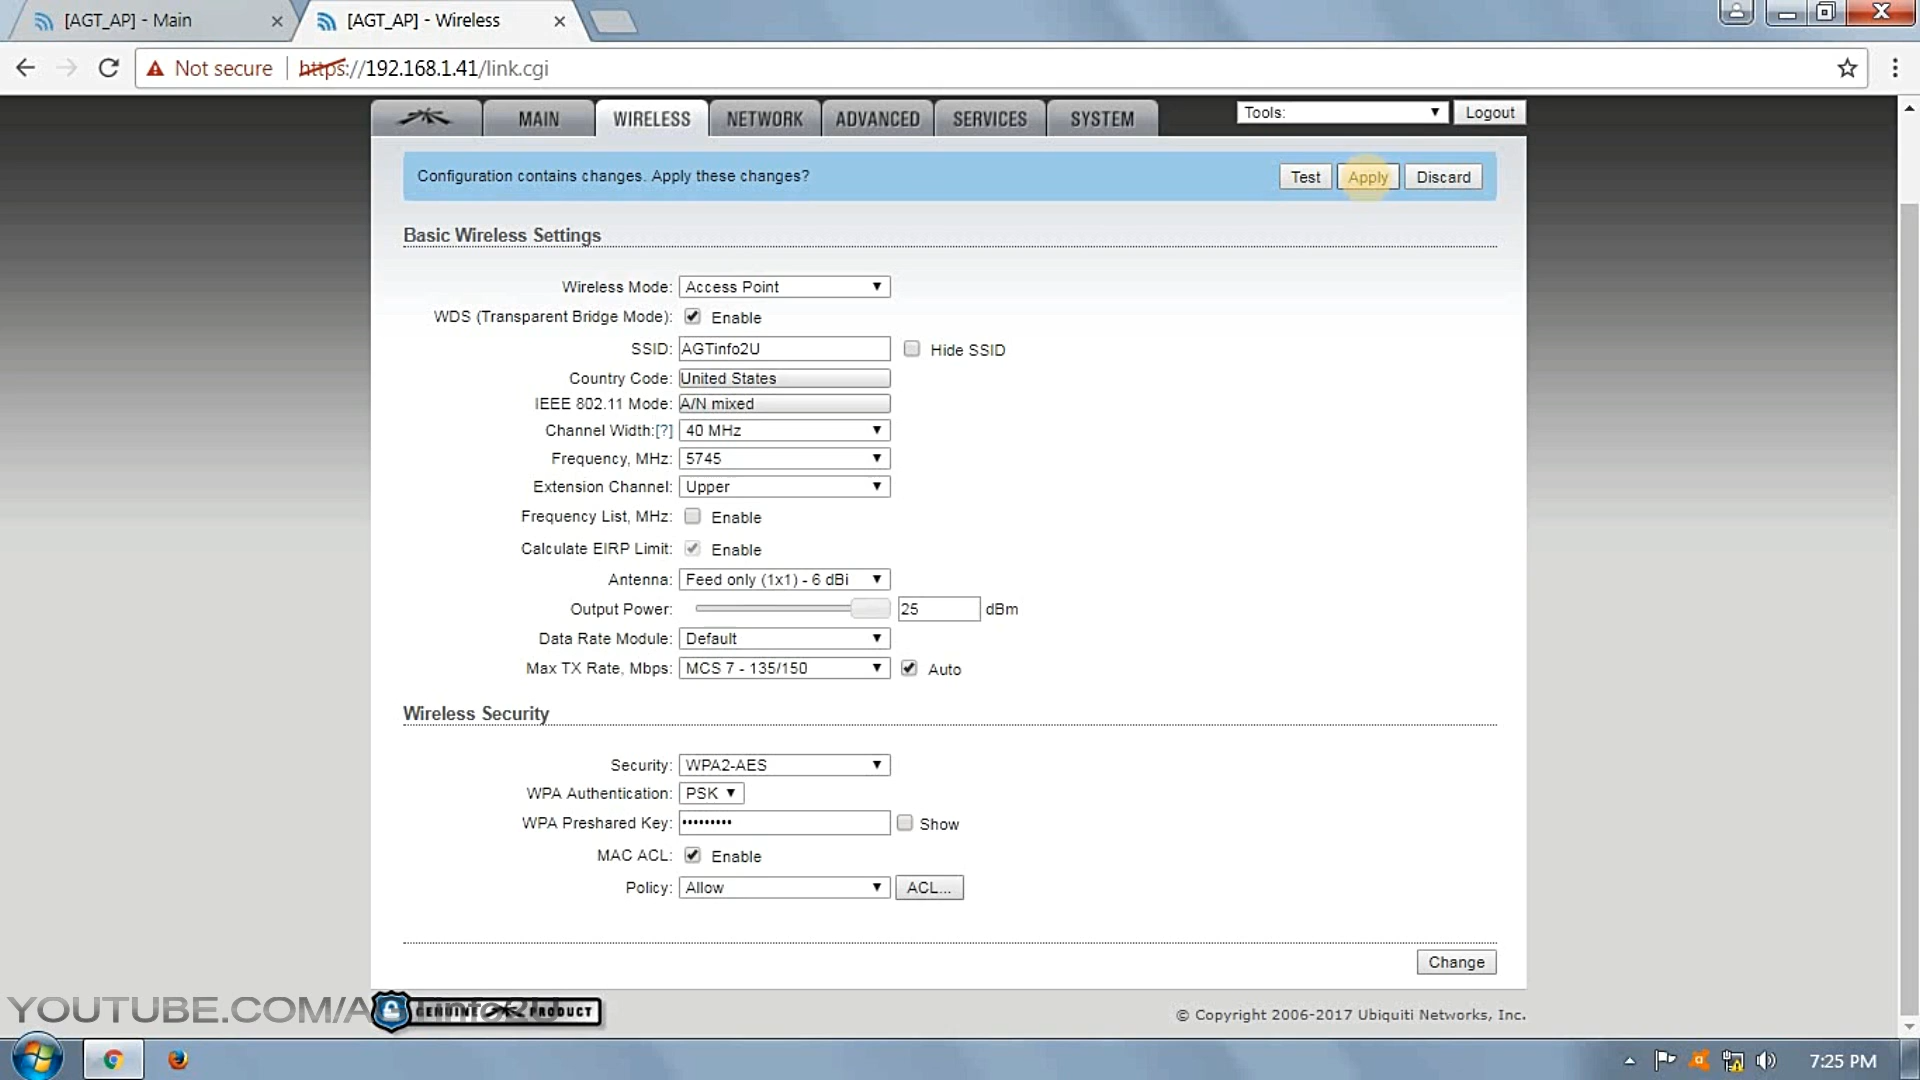 [AGT_AP] - Main
[AGT_AP] - Wireless
Not secure
https://192.168.1.41/link.cgi
MAIN
WIRELESS
NETWORK
ADVANCED
SERVICES
SYSTEM
Tools:
Logout
Configuration contains changes. Apply these changes?
Test
Apply
Discard
Basic Wireless Settings
Wireless Mode: Access Point
WDS (Transparent Bridge Mode): Enable
SSID: AGTinfo2U Hide SSID
Country Code: United States
IEEE 802.11 Mode: A/N mixed
Channel Width:[?] 40 MHz
Frequency, MHz: 5745
Extension Channel: Upper
Frequency List, MHz: Enable
Calculate EIRP Limit: Enable
Antenna: Feed only (1x1) - 6 dBi
Output Power: 25 dBm
Data Rate Module: Default
Max TX Rate, Mbps: MCS 7 - 135/150 Auto
Wireless Security
Security: WPA2-AES
WPA Authentication: PSK
WPA Preshared Key: ••••••••• Show
MAC ACL: Enable
Policy: Allow ACL...
Change
YOUTUBE.COM/AGTinfo2U
GENUINE PRODUCT
© Copyright 2006-2017 Ubiquiti Networks, Inc.
7:25 PM